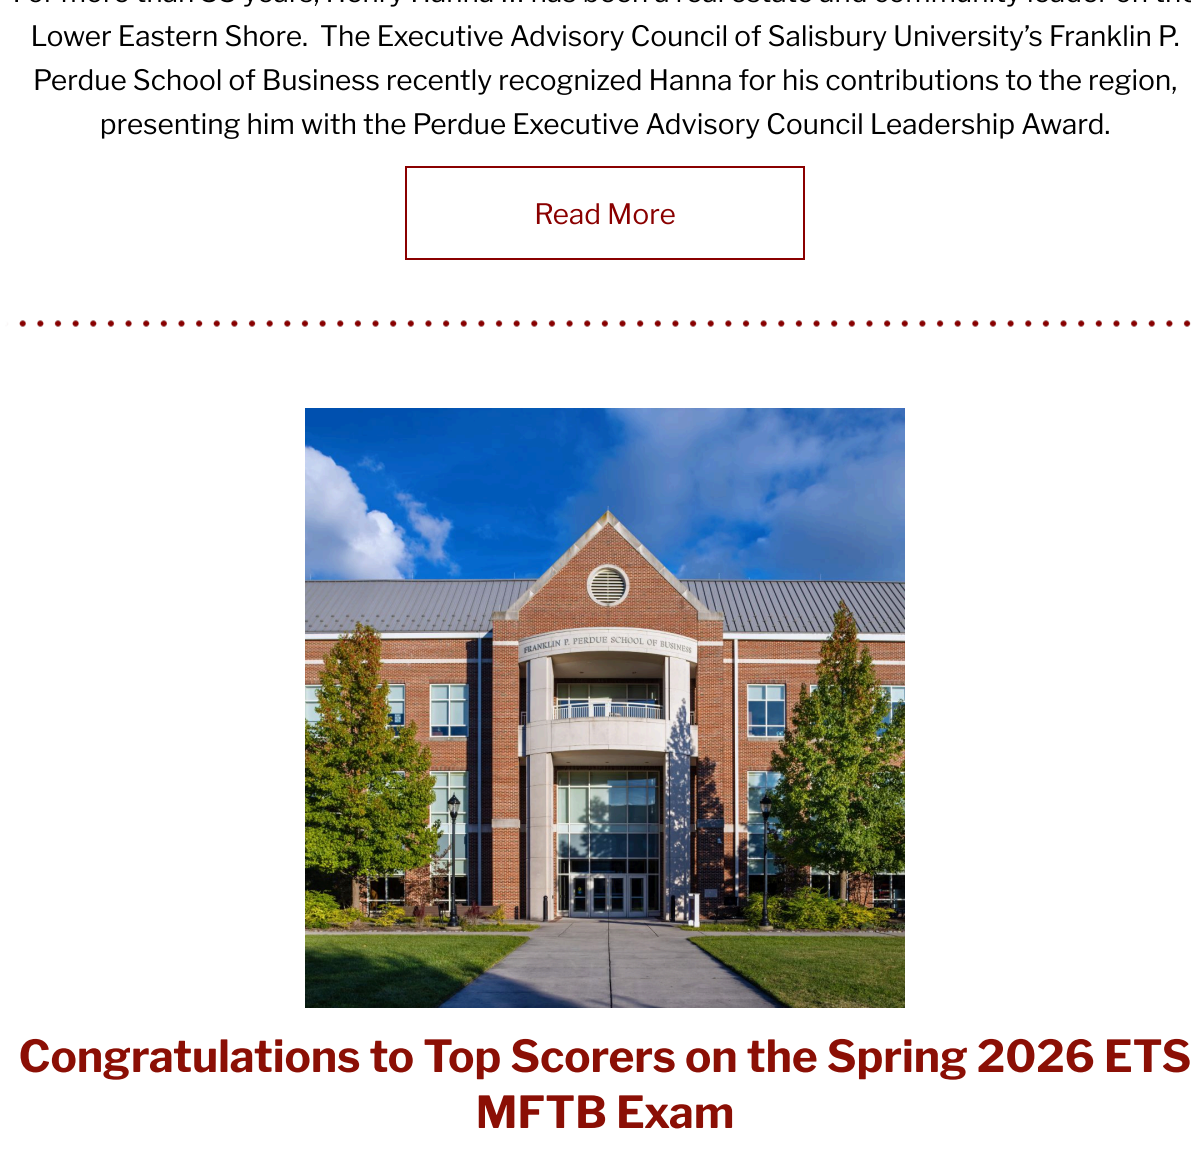 Lower Eastern Shore.  The Executive Advisory Council of Salisbury University’s Franklin P.
Perdue School of Business recently recognized Hanna for his contributions to the region,
presenting him with the Perdue Executive Advisory Council Leadership Award.
Read More
FRANKLIN P. PERDUE SCHOOL OF BUSINESS
Congratulations to Top Scorers on the Spring 2026 ETS
MFTB Exam